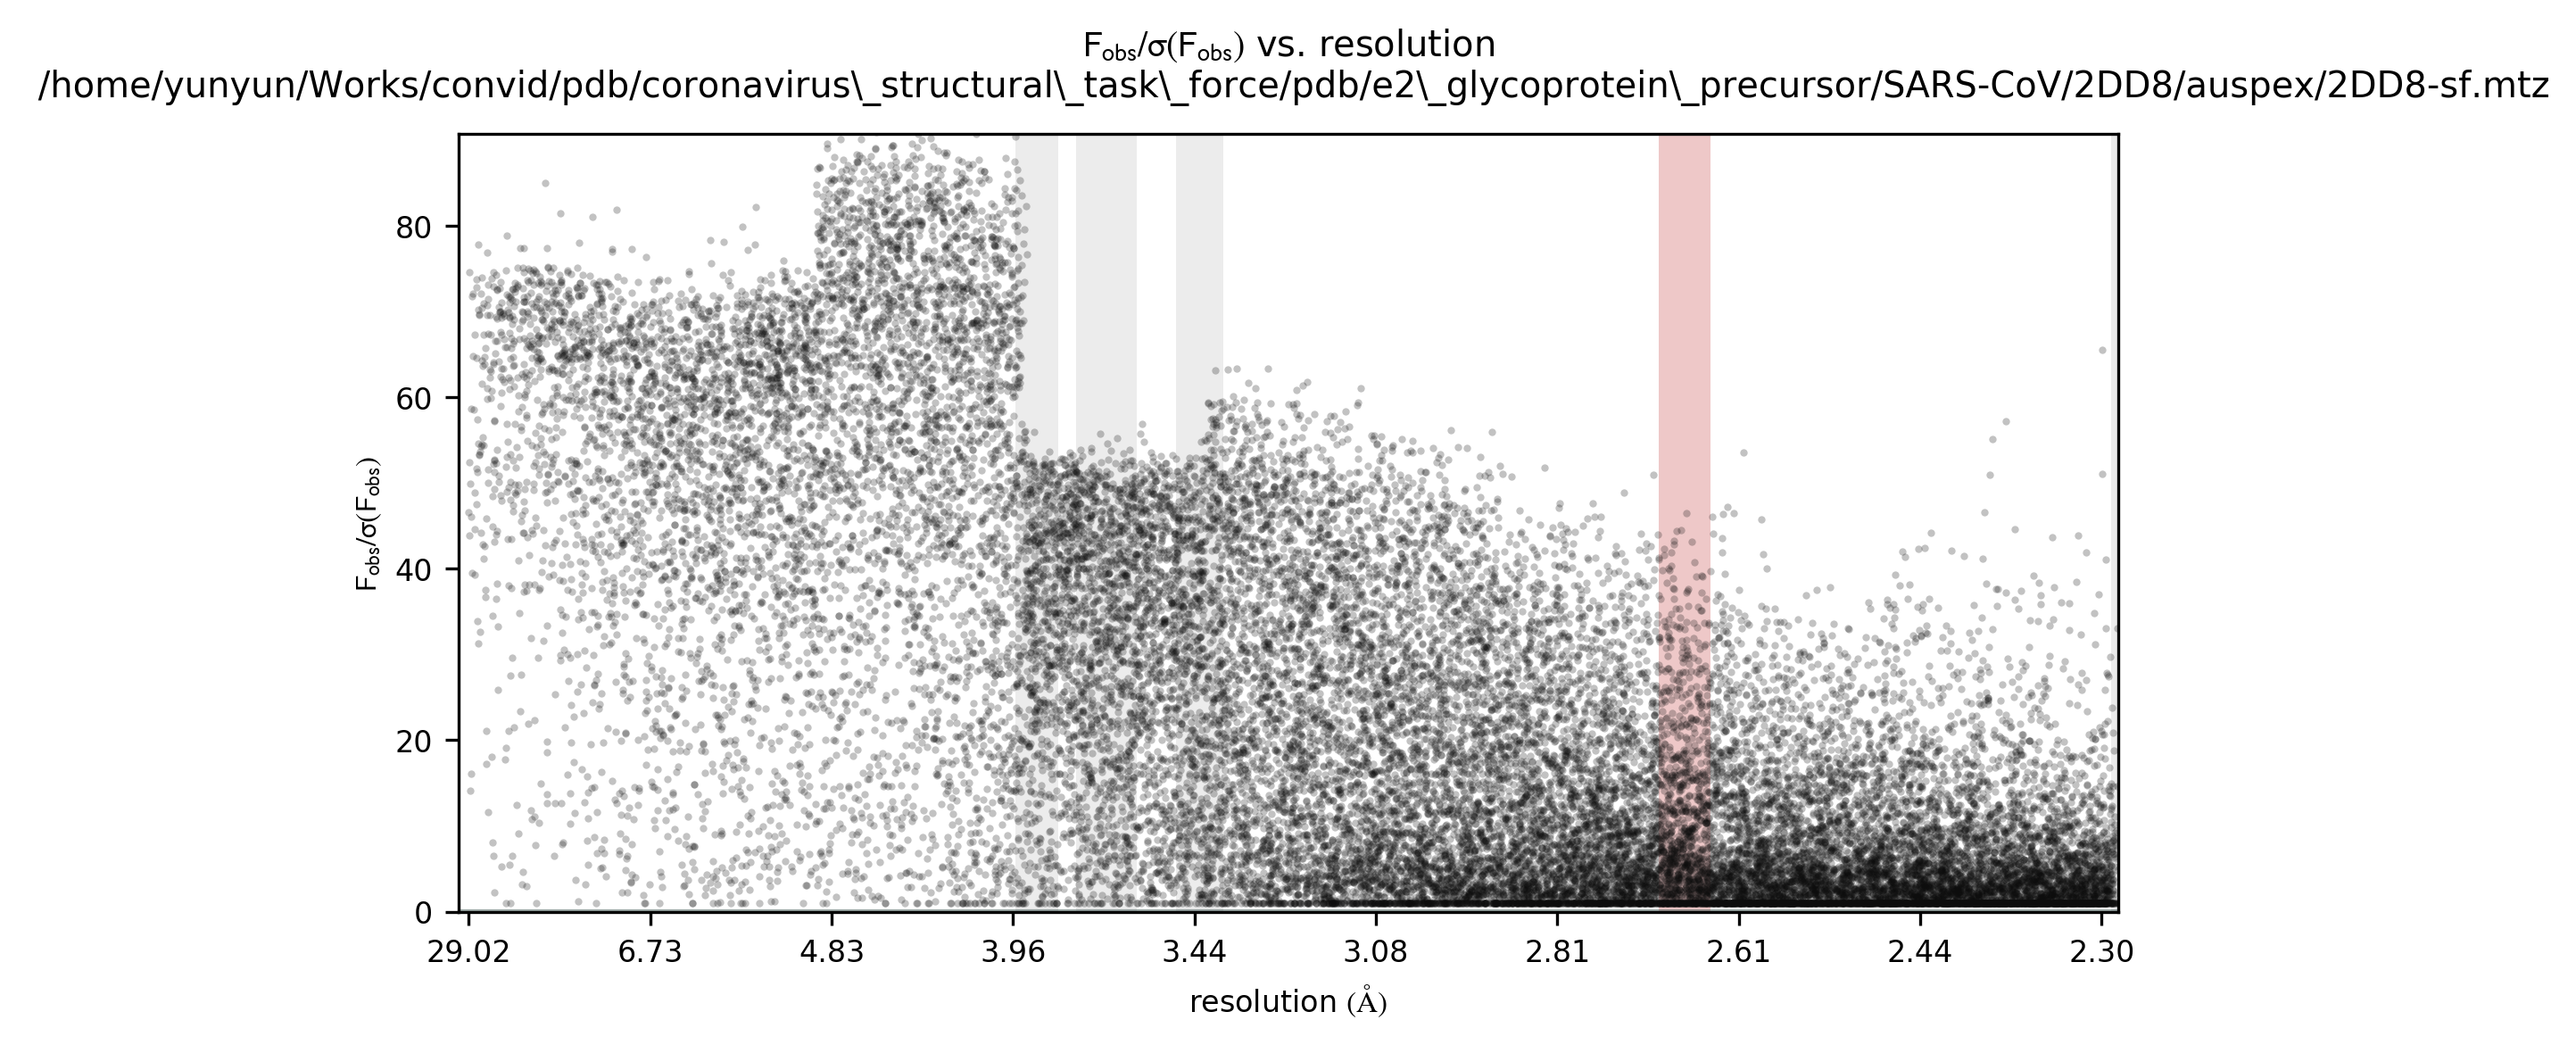 Fobs/σ(Fobs) vs. resolution
/home/yunyun/Works/convid/pdb/coronavirus\_structural\_task\_force/pdb/e2\_glycoprotein\_precursor/SARS-CoV/2DD8/auspex/2DD8-sf.mtz
Fobs/σ(Fobs)
80
60
40
20
0
29.02 6.73 4.83 3.96 3.44 3.08 2.81 2.61 2.44 2.30
resolution (Å)